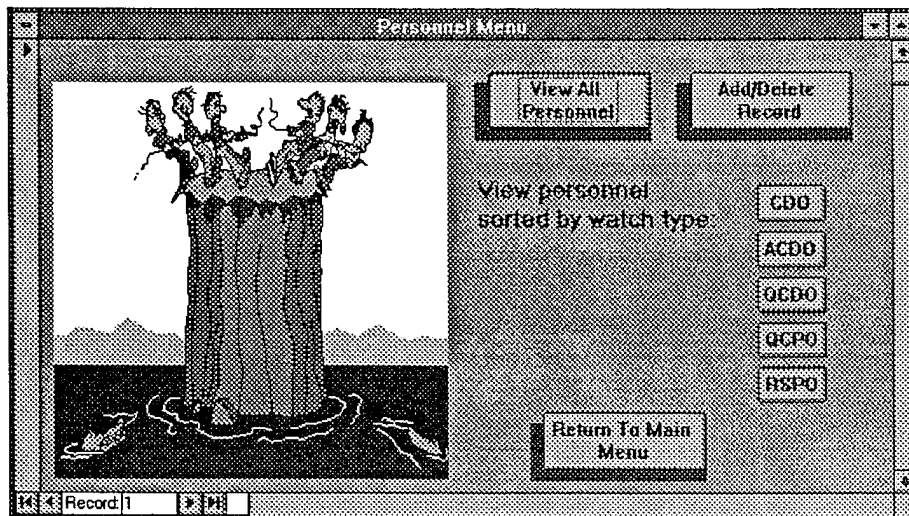 Personnel Menu
View All
Personnel
Add/Delete
Record
View personnel
sorted by watch type:
CDO
ACDO
QCDO
QCPO
RSPO
Return To Main
Menu
Record: 1